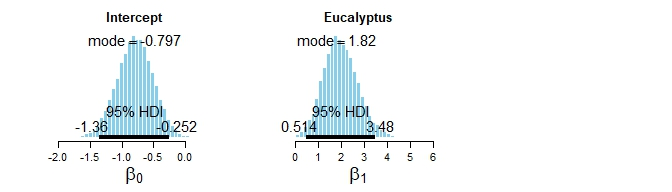 Intercept
mode = -0.797
95% HDI
-1.36 -0.252
-2.0 -1.5 -1.0 -0.5 0.0
β0
Eucalyptus
mode = 1.82
95% HDI
0.514 3.48
0 1 2 3 4 5 6
β1